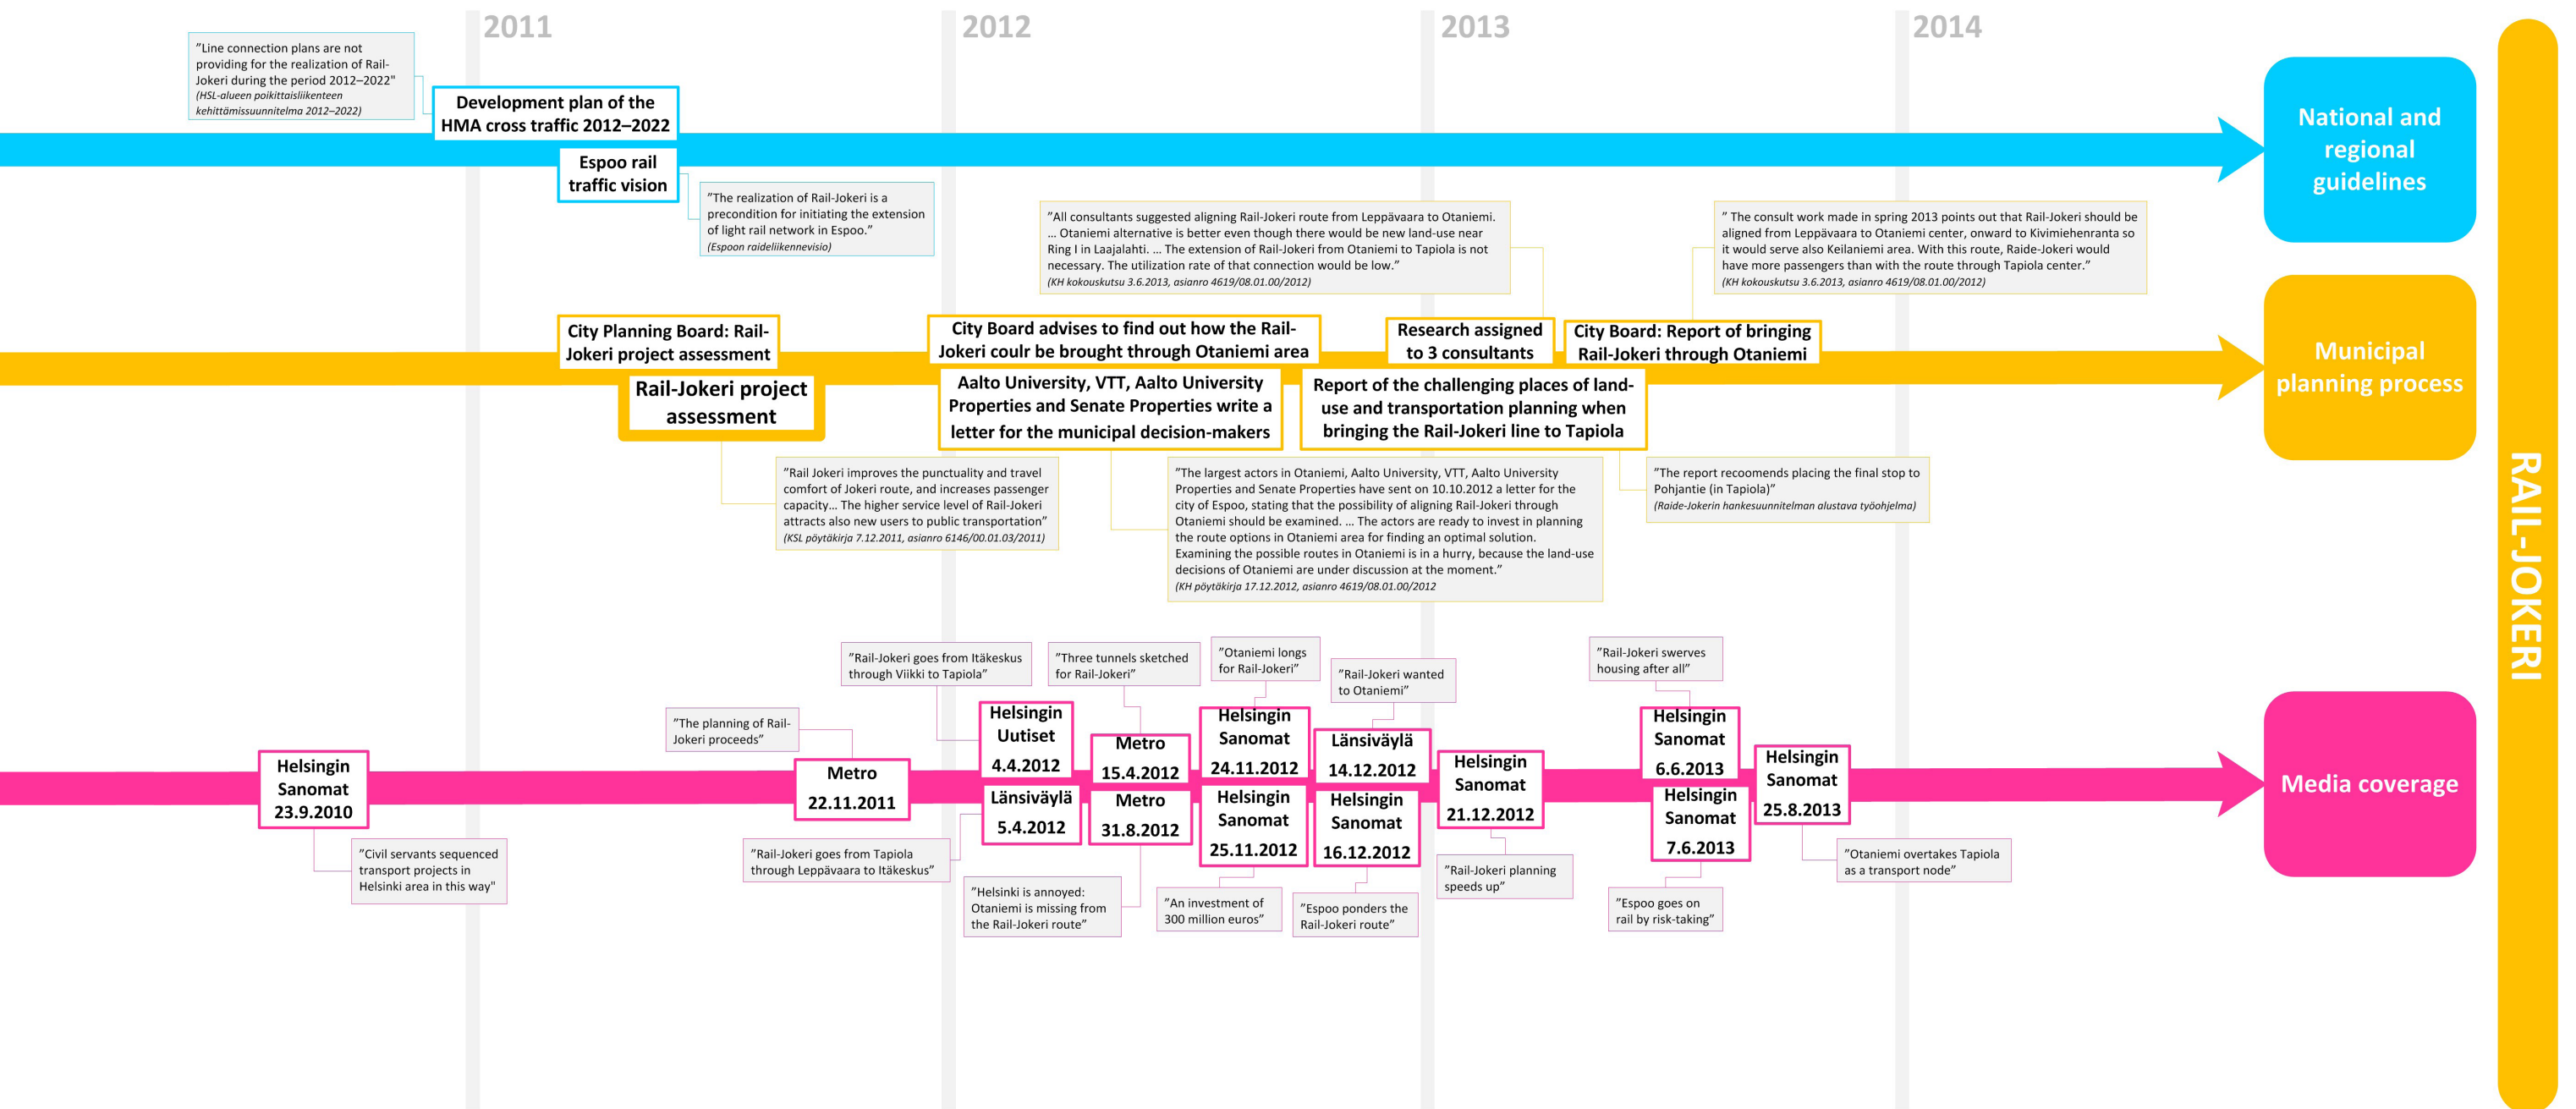 2011
2012
2013
2014
”Line connection plans are not
providing for the realization of Rail-
Jokeri during the period 2012–2022"
(HSL-alueen poikittaisliikenteen
kehittämissuunnitelma 2012–2022)
Development plan of the
HMA cross traffic 2012–2022
Espoo rail
traffic vision
”The realization of Rail-Jokeri is a
precondition for initiating the extension
of light rail network in Espoo.”
(Espoon raideliikennevisio)
National and
regional
guidelines
”All consultants suggested aligning Rail-Jokeri route from Leppävaara to Otaniemi.
... Otaniemi alternative is better even though there would be new land-use near
Ring I in Laajalahti. ... The extension of Rail-Jokeri from Otaniemi to Tapiola is not
necessary. The utilization rate of that connection would be low.”
(KH kokouskutsu 3.6.2013, asianro 4619/08.01.00/2012)
” The consult work made in spring 2013 points out that Rail-Jokeri should be
aligned from Leppävaara to Otaniemi center, onward to Kivimiehenranta so
it would serve also Keilaniemi area. With this route, Raide-Jokeri would
have more passengers than with the route through Tapiola center.”
(KH kokouskutsu 3.6.2013, asianro 4619/08.01.00/2012)
City Planning Board: Rail-
Jokeri project assessment
Rail-Jokeri project
assessment
City Board advises to find out how the Rail-
Jokeri coulr be brought through Otaniemi area
Aalto University, VTT, Aalto University
Properties and Senate Properties write a
letter for the municipal decision-makers
Research assigned
to 3 consultants
City Board: Report of bringing
Rail-Jokeri through Otaniemi
Report of the challenging places of land-
use and transportation planning when
bringing the Rail-Jokeri line to Tapiola
Municipal
planning process
”Rail Jokeri improves the punctuality and travel
comfort of Jokeri route, and increases passenger
capacity... The higher service level of Rail-Jokeri
attracts also new users to public transportation”
(KSL pöytäkirja 7.12.2011, asianro 6146/00.01.03/2011)
”The largest actors in Otaniemi, Aalto University, VTT, Aalto University
Properties and Senate Properties have sent on 10.10.2012 a letter for the
city of Espoo, stating that the possibility of aligning Rail-Jokeri through
Otaniemi should be examined. ... The actors are ready to invest in planning
the route options in Otaniemi area for finding an optimal solution.
Examining the possible routes in Otaniemi is in a hurry, because the land-use
decisions of Otaniemi are under discussion at the moment.”
(KH pöytäkirja 17.12.2012, asianro 4619/08.01.00/2012
”The report recoomends placing the final stop to
Pohjantie (in Tapiola)”
(Raide-Jokerin hankesuunnitelman alustava työohjelma)
RAIL-JOKERI
”The planning of Rail-
Jokeri proceeds”
”Rail-Jokeri goes from Itäkeskus
through Viikki to Tapiola”
”Three tunnels sketched
for Rail-Jokeri”
”Otaniemi longs
for Rail-Jokeri”
”Rail-Jokeri wanted
to Otaniemi”
”Rail-Jokeri swerves
housing after all”
Helsingin
Sanomat
23.9.2010
Metro
22.11.2011
Helsingin
Uutiset
4.4.2012
Länsiväylä
5.4.2012
Metro
15.4.2012
Metro
31.8.2012
Helsingin
Sanomat
24.11.2012
Helsingin
Sanomat
25.11.2012
Länsiväylä
14.12.2012
Helsingin
Sanomat
16.12.2012
Helsingin
Sanomat
21.12.2012
Helsingin
Sanomat
6.6.2013
Helsingin
Sanomat
7.6.2013
Helsingin
Sanomat
25.8.2013
Media coverage
”Civil servants sequenced
transport projects in
Helsinki area in this way"
”Rail-Jokeri goes from Tapiola
through Leppävaara to Itäkeskus”
”Helsinki is annoyed:
Otaniemi is missing from
the Rail-Jokeri route”
”An investment of
300 million euros”
”Espoo ponders the
Rail-Jokeri route”
”Rail-Jokeri planning
speeds up”
”Espoo goes on
rail by risk-taking”
”Otaniemi overtakes Tapiola
as a transport node”